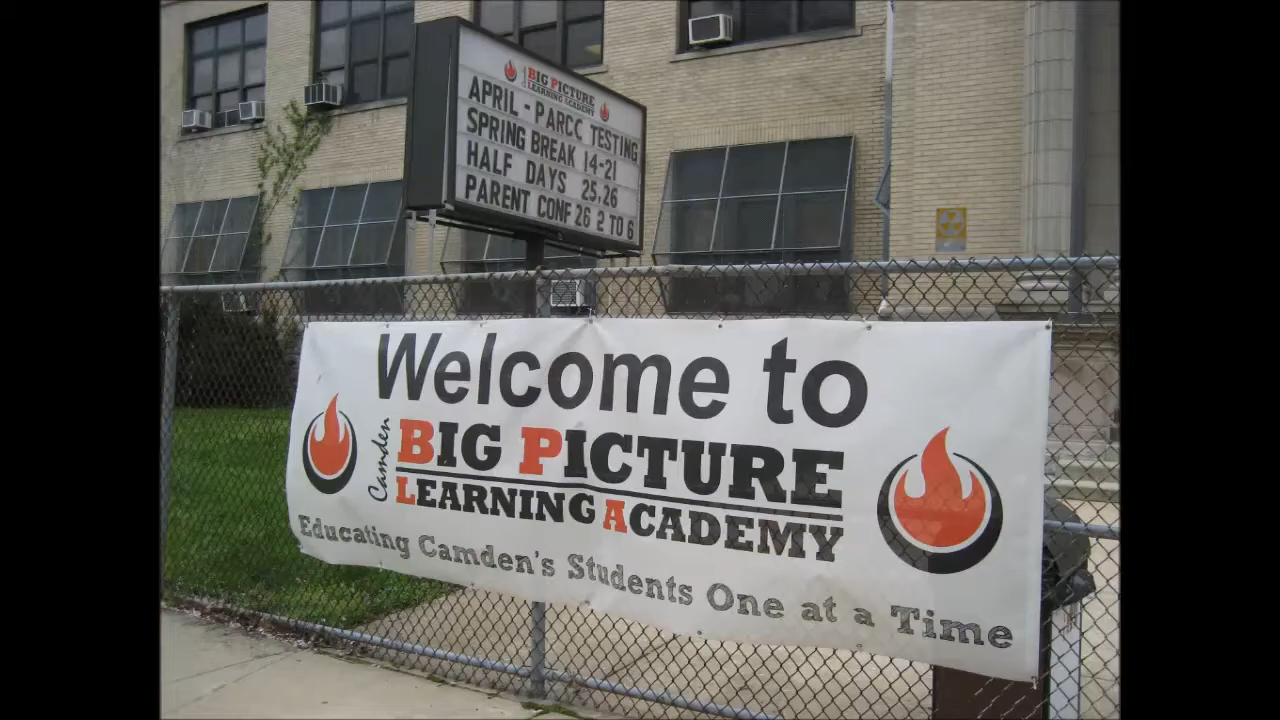 BIG PICTURE
LEARNING ACADEMY
APRIL - PARCC TESTING
SPRING BREAK 14-21
HALF DAYS 25,26
PARENT CONF 26 2 TO 6
Welcome to
Camden
BIG PICTURE
LEARNING ACADEMY
Educating Camden's Students One at a Time